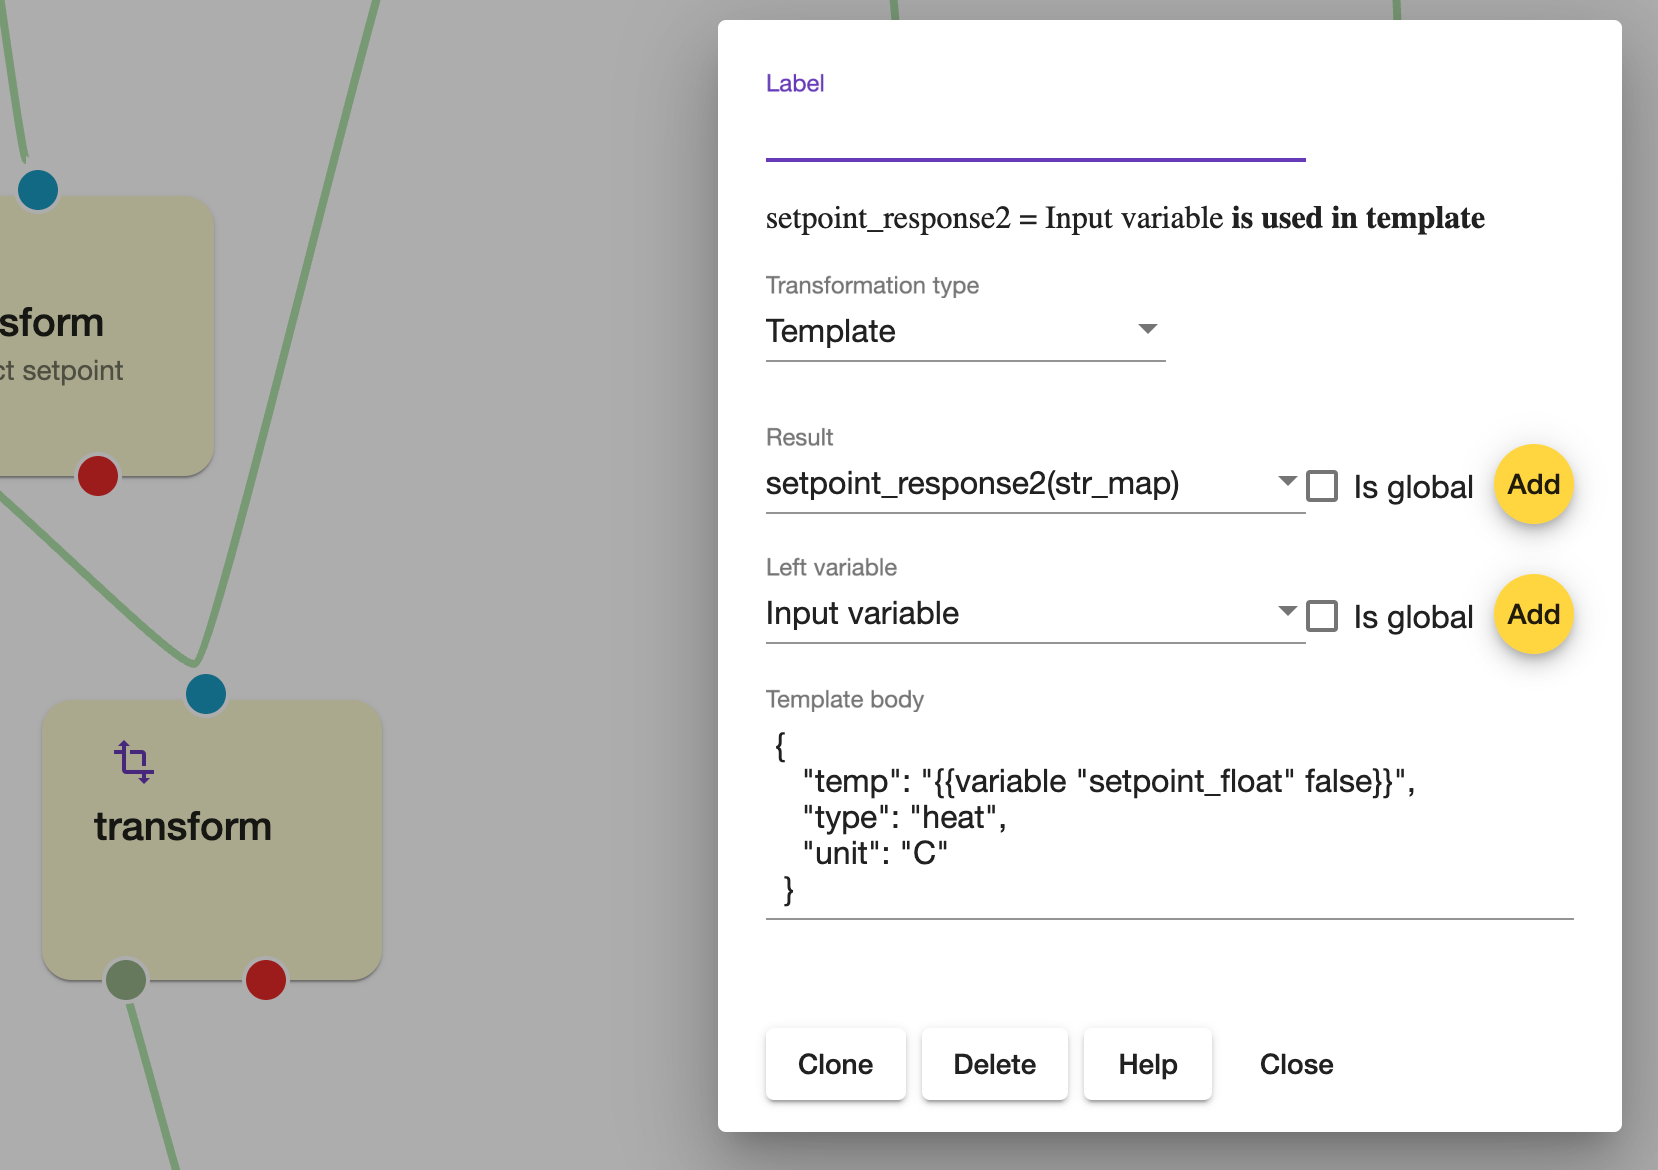 sform
ct setpoint
transform
Label
setpoint_response2 = Input variable is used in template
Transformation type
Template
Result
setpoint_response2(str_map)
Is global
Add
Left variable
Input variable
Is global
Add
Template body
{
"temp": "{{variable "setpoint_float" false}}",
"type": "heat",
"unit": "C"
}
Clone
Delete
Help
Close